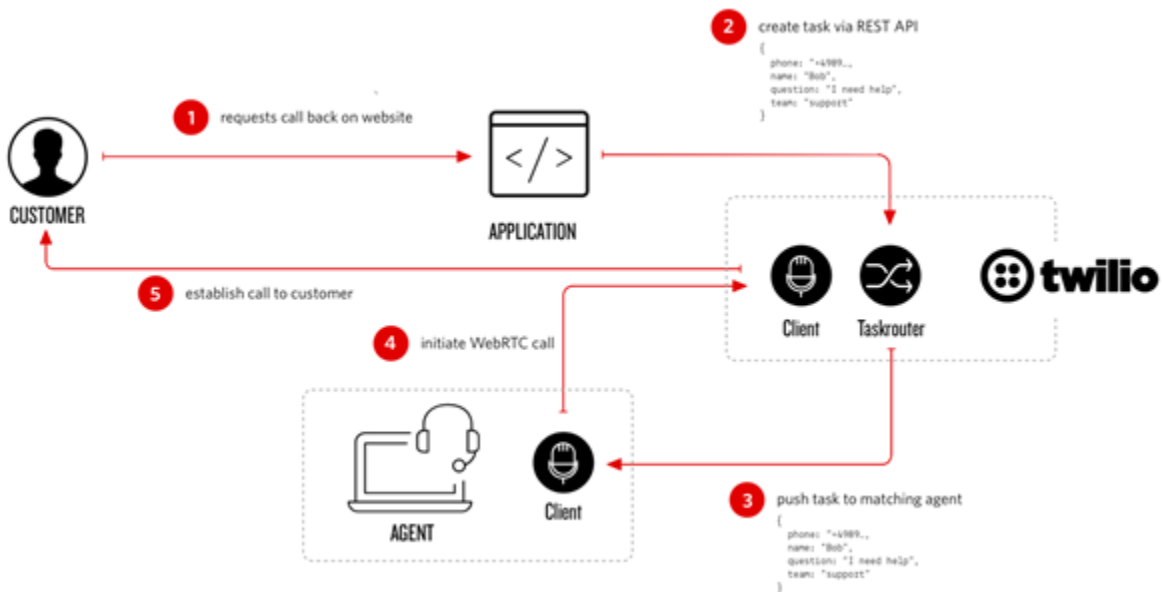 2 create task via REST API
{
phone: "+4989…,
name: "Bob",
question: "I need help",
team: "support"
}
1 requests call back on website
</>
CUSTOMER
APPLICATION
twilio
Client
Taskrouter
5 establish call to customer
4 initiate WebRTC call
AGENT
Client
3 push task to matching agent
{
phone: "+4989…,
name: "Bob",
question: "I need help",
team: "support"
}